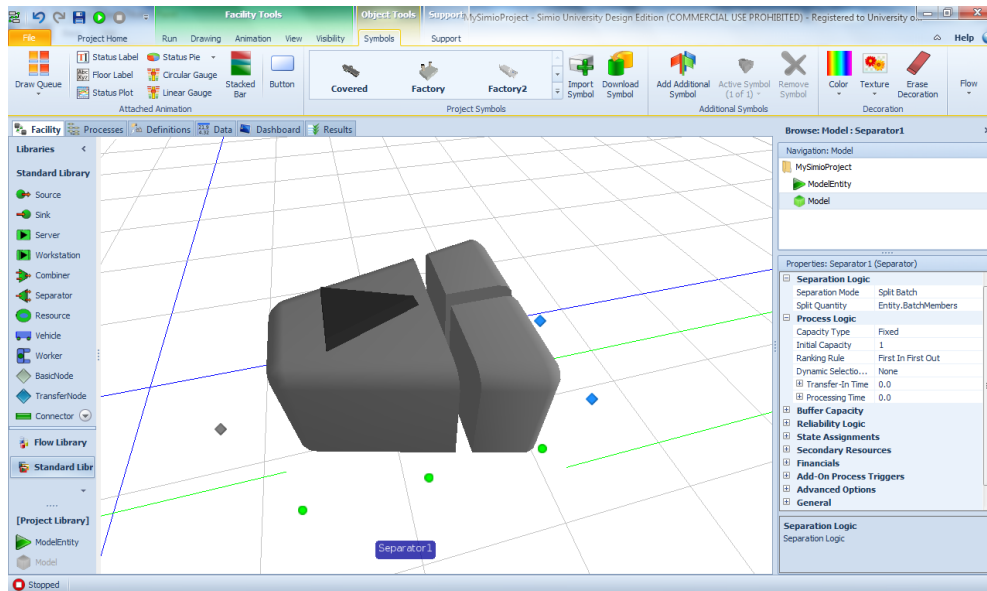 Facility Tools
Object Tools
Support
MySimioProject - Simio University Design Edition (COMMERCIAL USE PROHIBITED) - Registered to University o...
File
Project Home
Run
Drawing
Animation
View
Visibility
Symbols
Support
Help
Draw Queue
Status Label
Floor Label
Status Plot
Status Pie
Circular Gauge
Linear Gauge
Stacked Bar
Button
Attached Animation
Covered
Factory
Factory2
Import Symbol
Download Symbol
Project Symbols
Add Additional Symbol
Active Symbol (1 of 1)
Remove Symbol
Additional Symbols
Color
Texture
Erase Decoration
Decoration
Flow
Facility
Processes
Definitions
Data
Dashboard
Results
Libraries
Standard Library
Source
Sink
Server
Workstation
Combiner
Separator
Resource
Vehicle
Worker
BasicNode
TransferNode
Connector
Flow Library
Standard Libr
[Project Library]
ModelEntity
Model
Separator1
Browse: Model : Separator1
Navigation: Model
MySimioProject
ModelEntity
Model
Properties: Separator1 (Separator)
Separation Logic
Separation Mode Split Batch
Split Quantity Entity.BatchMembers
Process Logic
Capacity Type Fixed
Initial Capacity 1
Ranking Rule First In First Out
Dynamic Selectio... None
Transfer-In Time 0.0
Processing Time 0.0
Buffer Capacity
Reliability Logic
State Assignments
Secondary Resources
Financials
Add-On Process Triggers
Advanced Options
General
Separation Logic
Separation Logic
Stopped